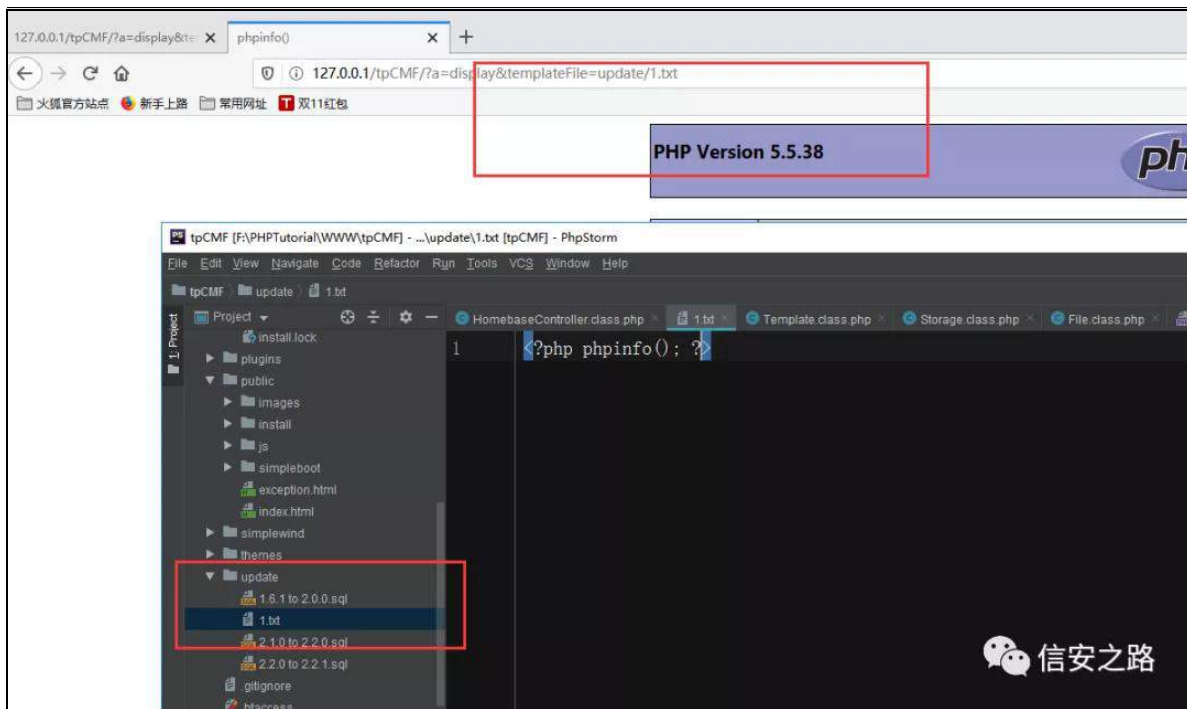 127.0.0.1/tpCMF/?a=display&te
phpinfo()
127.0.0.1/tpCMF/?a=display&templateFile=update/1.txt
火狐官方站点 新手上路 常用网址 T 双11红包
PHP Version 5.5.38
ph
PS tpCMF [F:\PHPTutorial\WWW\tpCMF] - ...\update\1.txt [tpCMF] - PhpStorm
File Edit View Navigate Code Refactor Run Tools VCS Window Help
tpCMF update 1.txt
1: Project
Project
HomebaseController.class.php 1.txt Template.class.php Storage.class.php File.class.php
install.lock
1 <?php phpinfo(); ?>
plugins
public
images
install
js
simpleboot
exception.html
index.html
simplewind
themes
update
1.6.1 to 2.0.0.sql
1.txt
2.1.0 to 2.2.0.sql
2.2.0 to 2.2.1.sql
.gitignore
.htaccess
信安之路